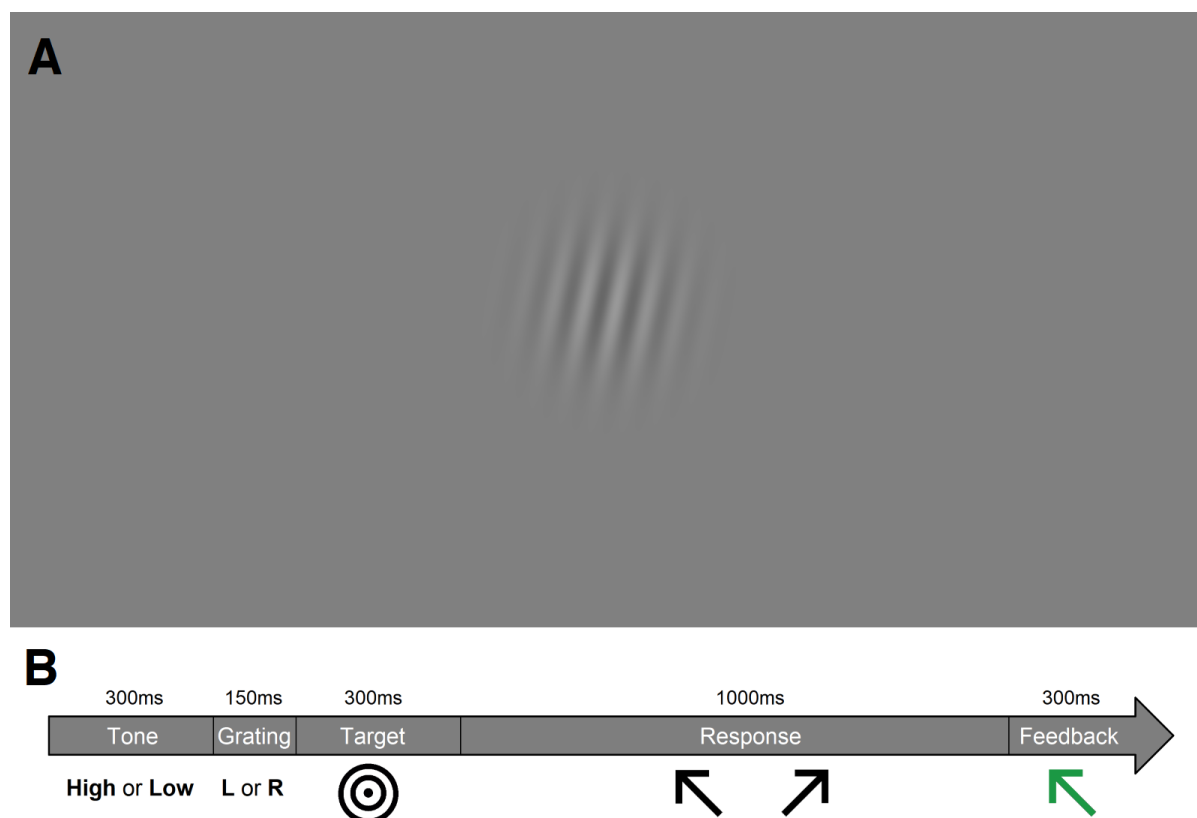 A
B
300ms 150ms 300ms 1000ms 300ms
Tone Grating Target Response Feedback
High or Low L or R